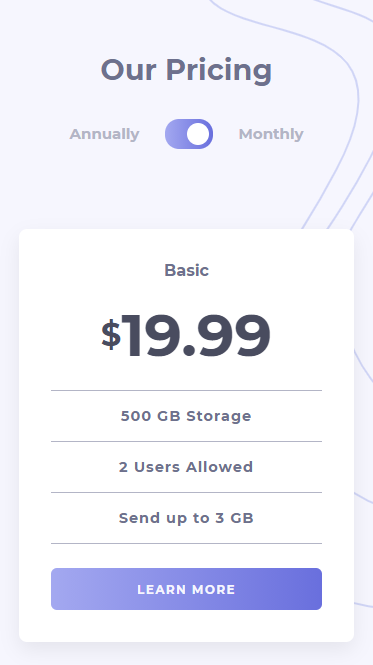 Our Pricing
Annually Monthly
Basic
$19.99
500 GB Storage
2 Users Allowed
Send up to 3 GB
LEARN MORE